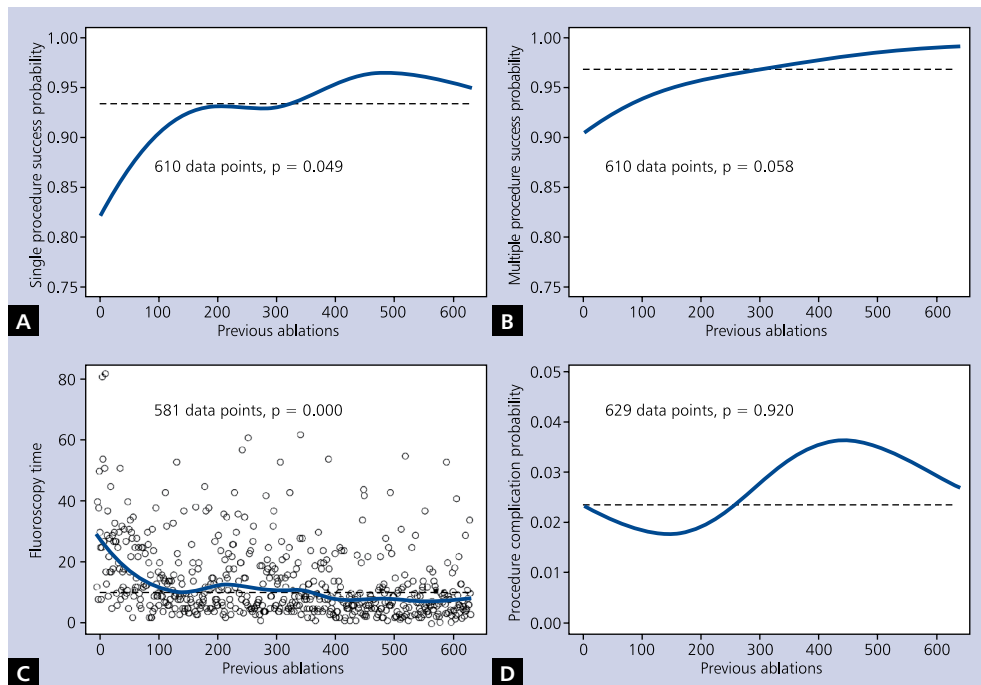 Single procedure success probability
1.00
0.95
0.90
0.85
0.80
0.75
610 data points, p = 0.049
0 100 200 300 400 500 600
Previous ablations
A
Multiple procedure success probability
1.00
0.95
0.90
0.85
0.80
0.75
610 data points, p = 0.058
0 100 200 300 400 500 600
Previous ablations
B
Fluoroscopy time
80
60
40
20
0
581 data points, p = 0.000
0 100 200 300 400 500 600
Previous ablations
C
Procedure complication probability
0.05
0.04
0.03
0.02
0.01
0.00
629 data points, p = 0.920
0 100 200 300 400 500 600
Previous ablations
D